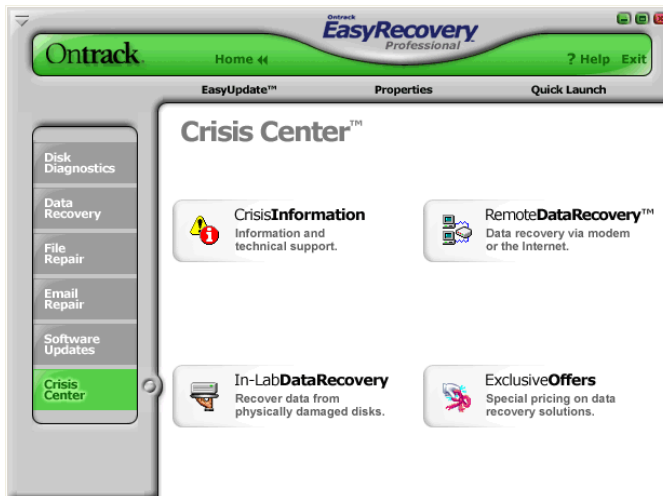 Ontrack
EasyRecovery
Professional
Ontrack.
Home
? Help Exit
EasyUpdate™ Properties Quick Launch
Crisis Center™
Disk
Diagnostics
Data
Recovery
File
Repair
Email
Repair
Software
Updates
Crisis
Center
CrisisInformation
Information and
technical support.
RemoteDataRecovery™
Data recovery via modem
or the Internet.
In-LabDataRecovery
Recover data from
physically damaged disks.
ExclusiveOffers
Special pricing on data
recovery solutions.